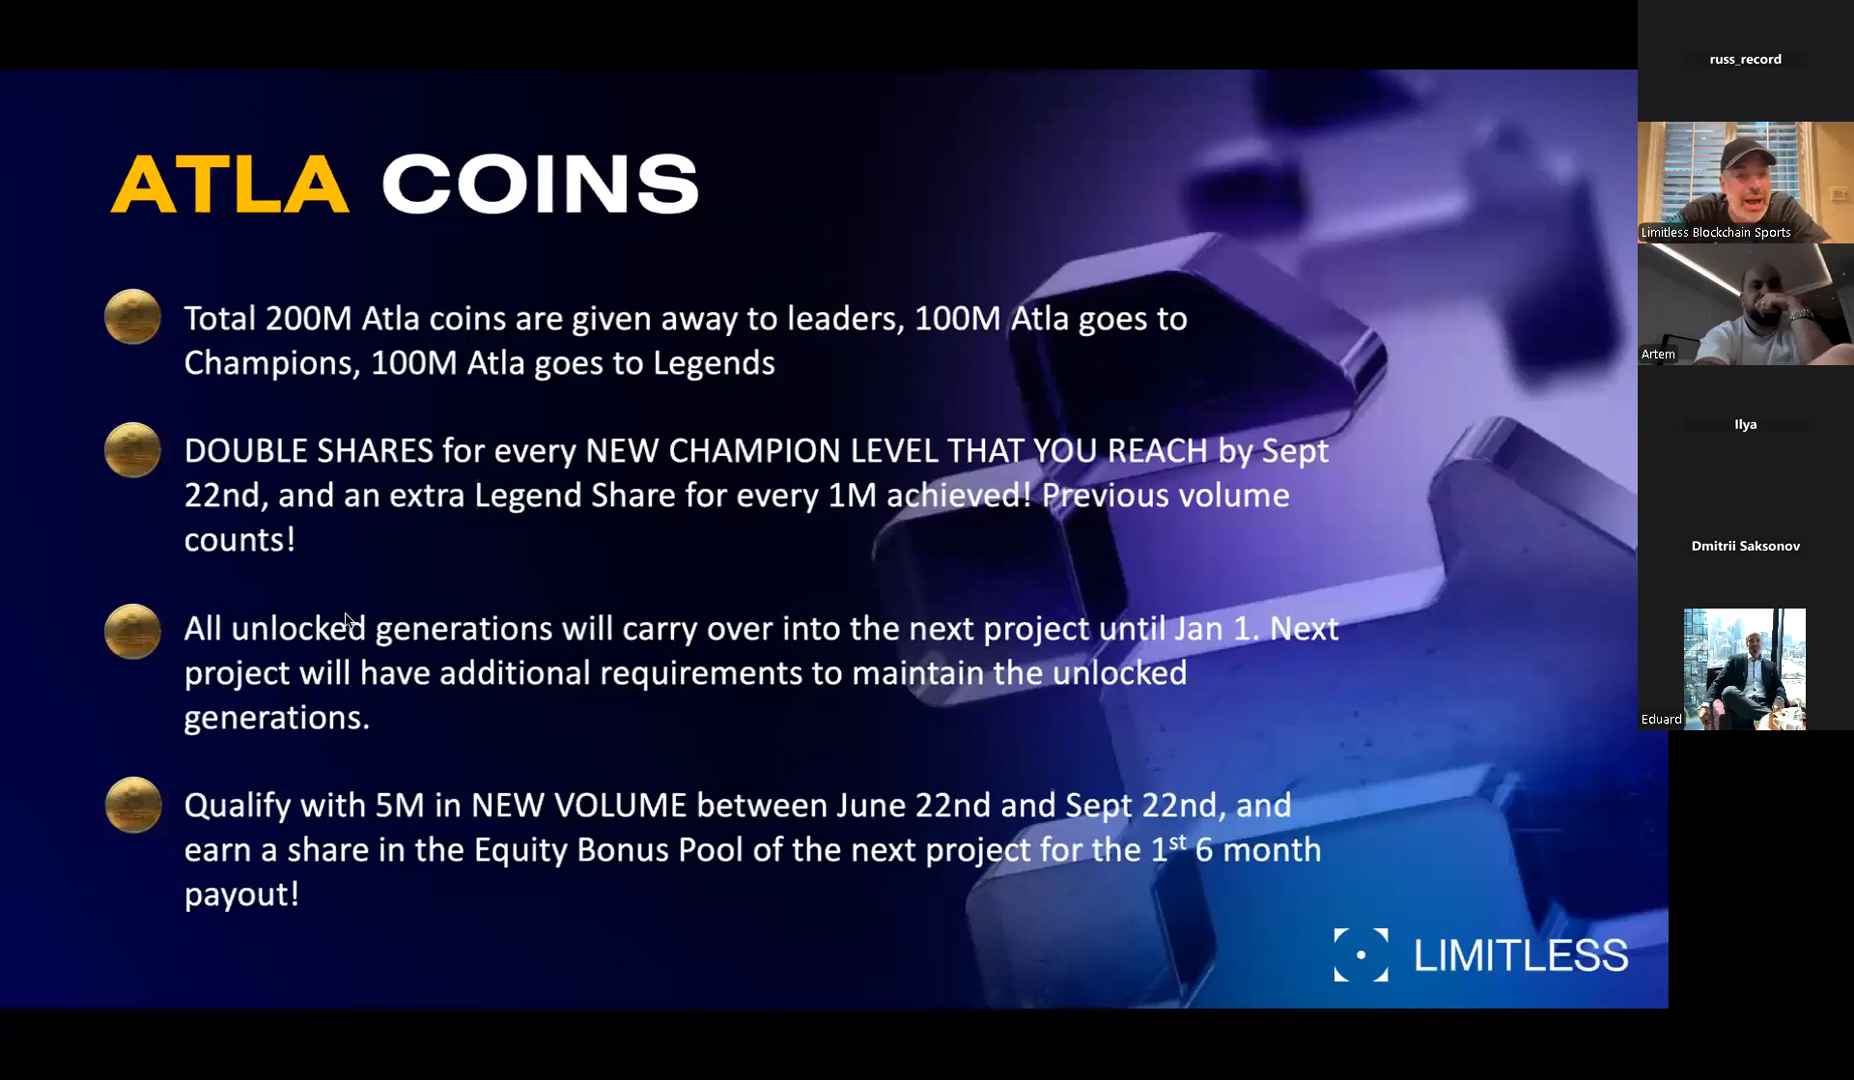 ATLA COINS
Total 200M Atla coins are given away to leaders, 100M Atla goes to
Champions, 100M Atla goes to Legends
DOUBLE SHARES for every NEW CHAMPION LEVEL THAT YOU REACH by Sept
22nd, and an extra Legend Share for every 1M achieved! Previous volume
counts!
All unlocked generations will carry over into the next project until Jan 1. Next
project will have additional requirements to maintain the unlocked
generations.
Qualify with 5M in NEW VOLUME between June 22nd and Sept 22nd, and
earn a share in the Equity Bonus Pool of the next project for the 1st 6 month
payout!
LIMITLESS
russ_record
Limitless Blockchain Sports
Artem
Ilya
Dmitrii Saksonov
Eduard